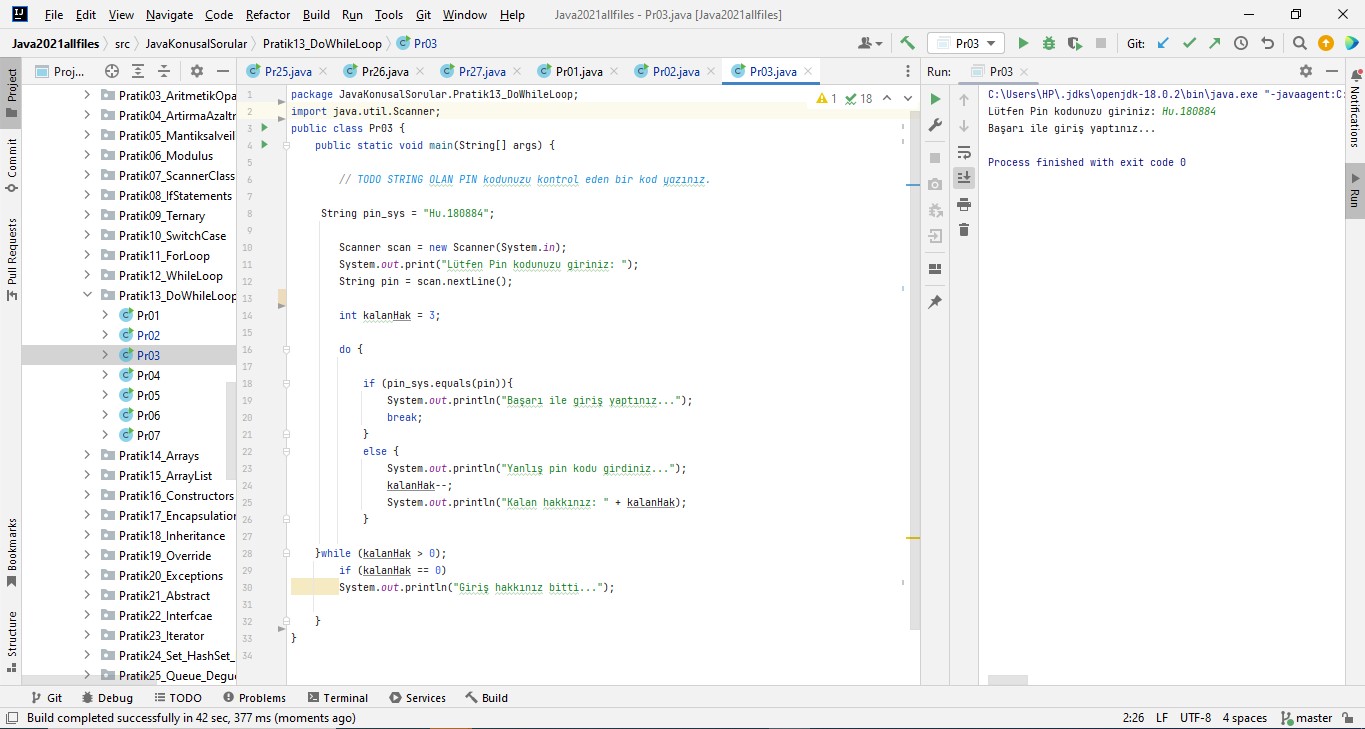 File Edit View Navigate Code Refactor Build Run Tools Git Window Help Java2021allfiles - Pr03.java [Java2021allfiles]
Java2021allfiles src JavaKonusalSorular Pratik13_DoWhileLoop Pr03 Pr03 Git:
Project
Commit
Pull Requests
Bookmarks
Structure
Proj...
Pratik03_AritmetikOpa
Pratik04_ArtirmaAzaltr
Pratik05_Mantiksalveil
Pratik06_Modulus
Pratik07_ScannerClass
Pratik08_IfStatements
Pratik09_Ternary
Pratik10_SwitchCase
Pratik11_ForLoop
Pratik12_WhileLoop
Pratik13_DoWhileLoop
Pr01
Pr02
Pr03
Pr04
Pr05
Pr06
Pr07
Pratik14_Arrays
Pratik15_ArrayList
Pratik16_Constructors
Pratik17_Encapsulatior
Pratik18_Inheritance
Pratik19_Override
Pratik20_Exceptions
Pratik21_Abstract
Pratik22_Interfcae
Pratik23_Iterator
Pratik24_Set_HashSet_
Pratik25_Queue_Degue
Pr25.java Pr26.java Pr27.java Pr01.java Pr02.java Pr03.java
1 package JavaKonusalSorular.Pratik13_DoWhileLoop; 1 18
2 import java.util.Scanner;
3 public class Pr03 {
4 public static void main(String[] args) {
5
6 // TODO STRING OLAN PIN kodunuzu kontrol eden bir kod yazınız.
7
8 String pin_sys = "Hu.180884";
9
10 Scanner scan = new Scanner(System.in);
11 System.out.print("Lütfen Pin kodunuzu giriniz: ");
12 String pin = scan.nextLine();
13
14 int kalanHak = 3;
15
16 do {
17
18 if (pin_sys.equals(pin)){
19 System.out.println("Başarı ile giriş yaptınız...");
20 break;
21 }
22 else {
23 System.out.println("Yanlış pin kodu girdiniz...");
24 kalanHak--;
25 System.out.println("Kalan hakkınız: " + kalanHak);
26 }
27
28 }while (kalanHak > 0);
29 if (kalanHak == 0)
30 System.out.println("Giriş hakkınız bitti...");
31
32 }
33 }
34
Run: Pr03
C:\Users\HP\.jdks\openjdk-18.0.2\bin\java.exe "-javaagent:C:
Lütfen Pin kodunuzu giriniz: Hu.180884
Başarı ile giriş yaptınız...
Process finished with exit code 0
Notifications
Run
Git Debug TODO Problems Terminal Services Build
Build completed successfully in 42 sec, 377 ms (moments ago) 2:26 LF UTF-8 4 spaces master